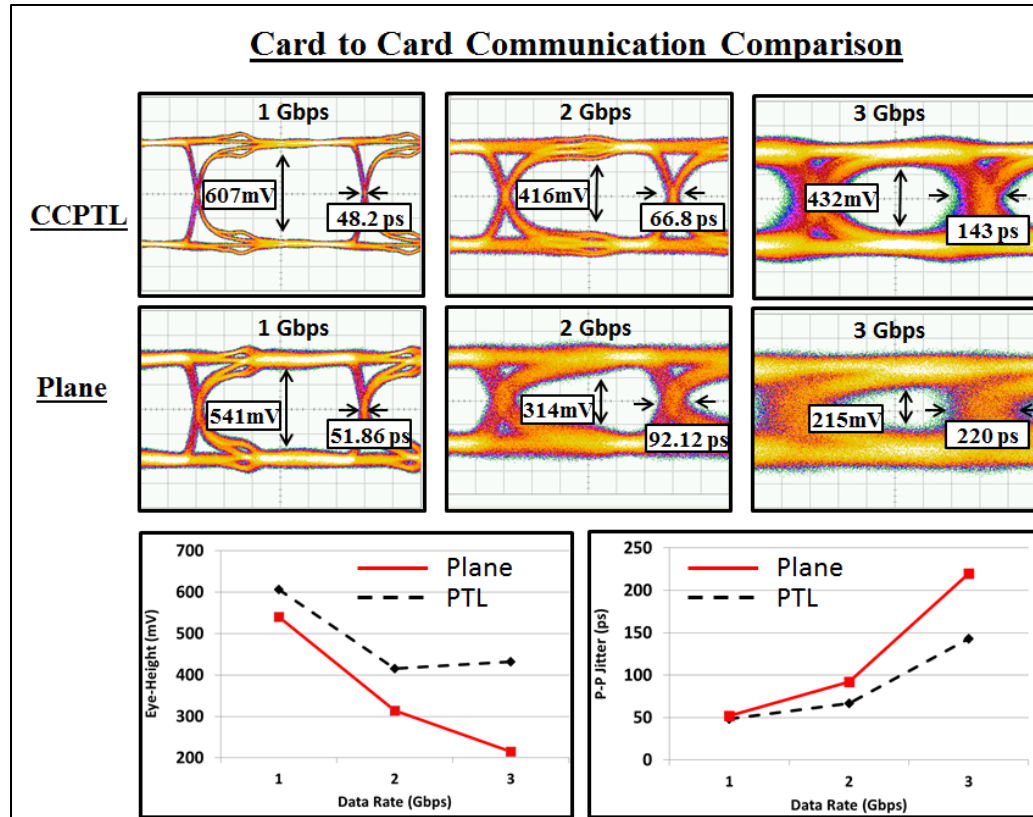 Card to Card Communication Comparison
1 Gbps
2 Gbps
3 Gbps
CCPTL
607mV
48.2 ps
416mV
66.8 ps
432mV
143 ps
1 Gbps
2 Gbps
3 Gbps
Plane
541mV
51.86 ps
314mV
92.12 ps
215mV
220 ps
Eye-Height (mV)
700
600
500
400
300
200
Plane
PTL
1 2 3
Data Rate (Gbps)
P-P Jitter (ps)
250
200
150
100
50
0
Plane
PTL
1 2 3
Data Rate (Gbps)